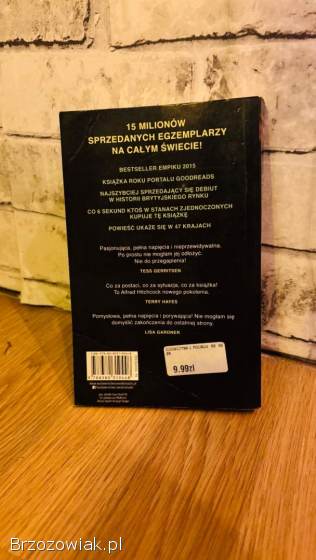 15 MILIONÓW
SPRZEDANYCH EGZEMPLARZY
NA CAŁYM ŚWIECIE!
BESTSELLER EMPIKU 2015
KSIĄŻKA ROKU PORTALU GOODREADS
NAJSZYBCIEJ SPRZEDAJĄCY SIĘ DEBIUT
W HISTORII BRYTYJSKIEGO RYNKU
CO 6 SEKUND KTOŚ W STANACH ZJEDNOCZONYCH
KUPUJE TĘ KSIĄŻKĘ
POWIEŚĆ UKAŻE SIĘ W 47 KRAJACH
Pasjonująca, pełna napięcia i nieprzewidywalna.
Po prostu nie mogłam jej odłożyć.
Nie do przegapienia!
TESS GERRITSEN
Co za postaci, co za sytuacja, co za książka!
To Alfred Hitchcock nowego pokolenia.
TERRY HAYES
Pomysłowa, pełna napięcia i porywająca! Nie mogłam się
domyślić zakończenia do ostatniej strony.
LISA GARDNER
9.99zł
Brzozowiak.pl